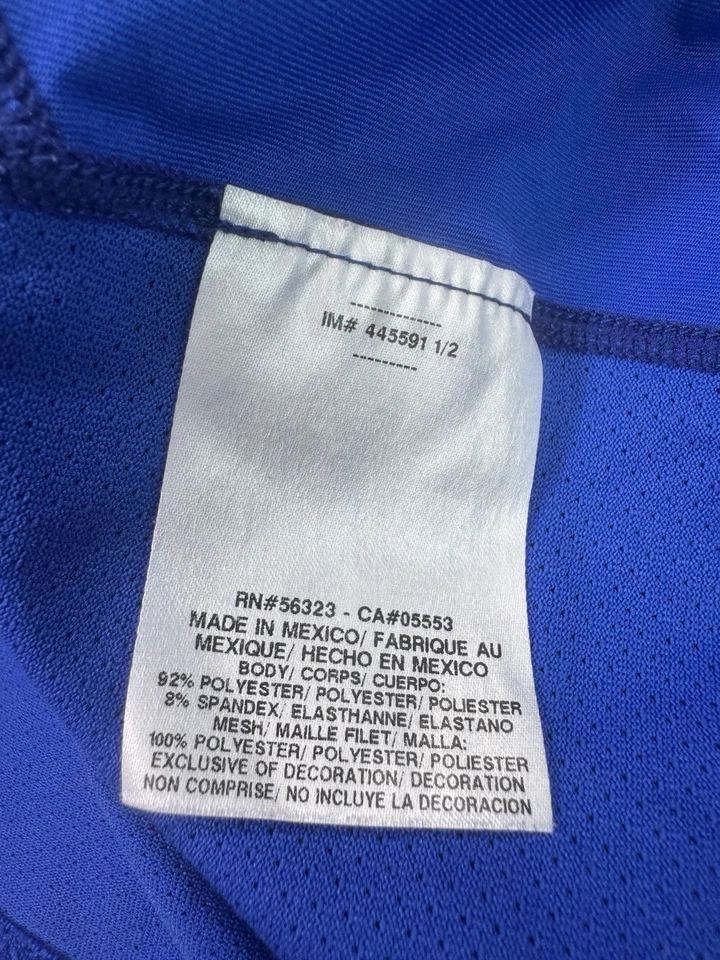 IM# 445591 1/2
RN#56323 - CA#05553
MADE IN MEXICO/ FABRIQUE AU
MEXIQUE/ HECHO EN MEXICO
BODY/ CORPS/ CUERPO:
92% POLYESTER/ POLYESTER/ POLIESTER
8% SPANDEX/ ELASTHANNE/ ELASTANO
MESH/ MAILLE FILET/ MALLA:
100% POLYESTER/ POLYESTER/ POLIESTER
EXCLUSIVE OF DECORATION/ DECORATION
NON COMPRISE/ NO INCLUYE LA DECORACION